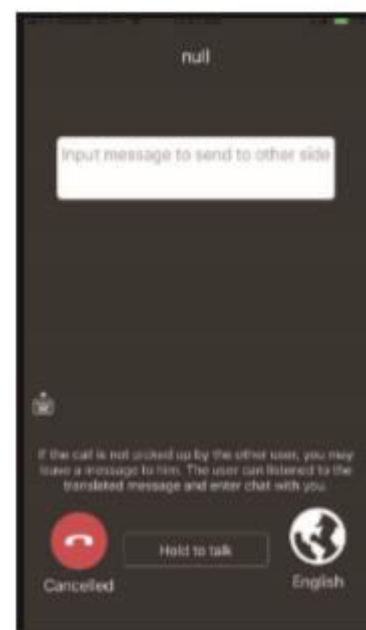 null
Input message to send to other side
If the call is not picked up by the other user, you may
leave a message to him. The user can listened to the
translated message and enter chat with you.
Hold to talk
Cancelled
English